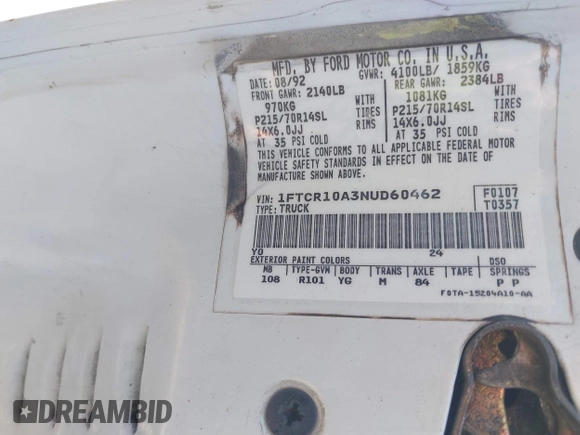 MFD. BY FORD MOTOR CO. IN U.S.A.
DATE: 08/92 GVWR: 4100LB/ 1859KG
FRONT GAWR: 2140LB REAR GAWR: 2384LB
970KG WITH 1081KG WITH
P215/70R14SL TIRES P215/70R14SL TIRES
14X6.0JJ RIMS 14X6.0JJ RIMS
AT 35 PSI COLD AT 35 PSI COLD
THIS VEHICLE CONFORMS TO ALL APPLICABLE FEDERAL MOTOR
VEHICLE SAFETY STANDARDS IN EFFECT ON THE DATE OF
MANUFACTURE SHOWN ABOVE.
VIN: 1FTCR10A3NUD60462 F0107
TYPE: TRUCK T0357
YO 24
EXTERIOR PAINT COLORS DSO
WB TYPE-GVW BODY TRANS AXLE TAPE SPRINGS
108 R101 YG M 84 P P
F0TA-15204A10-AA
DREAMBID